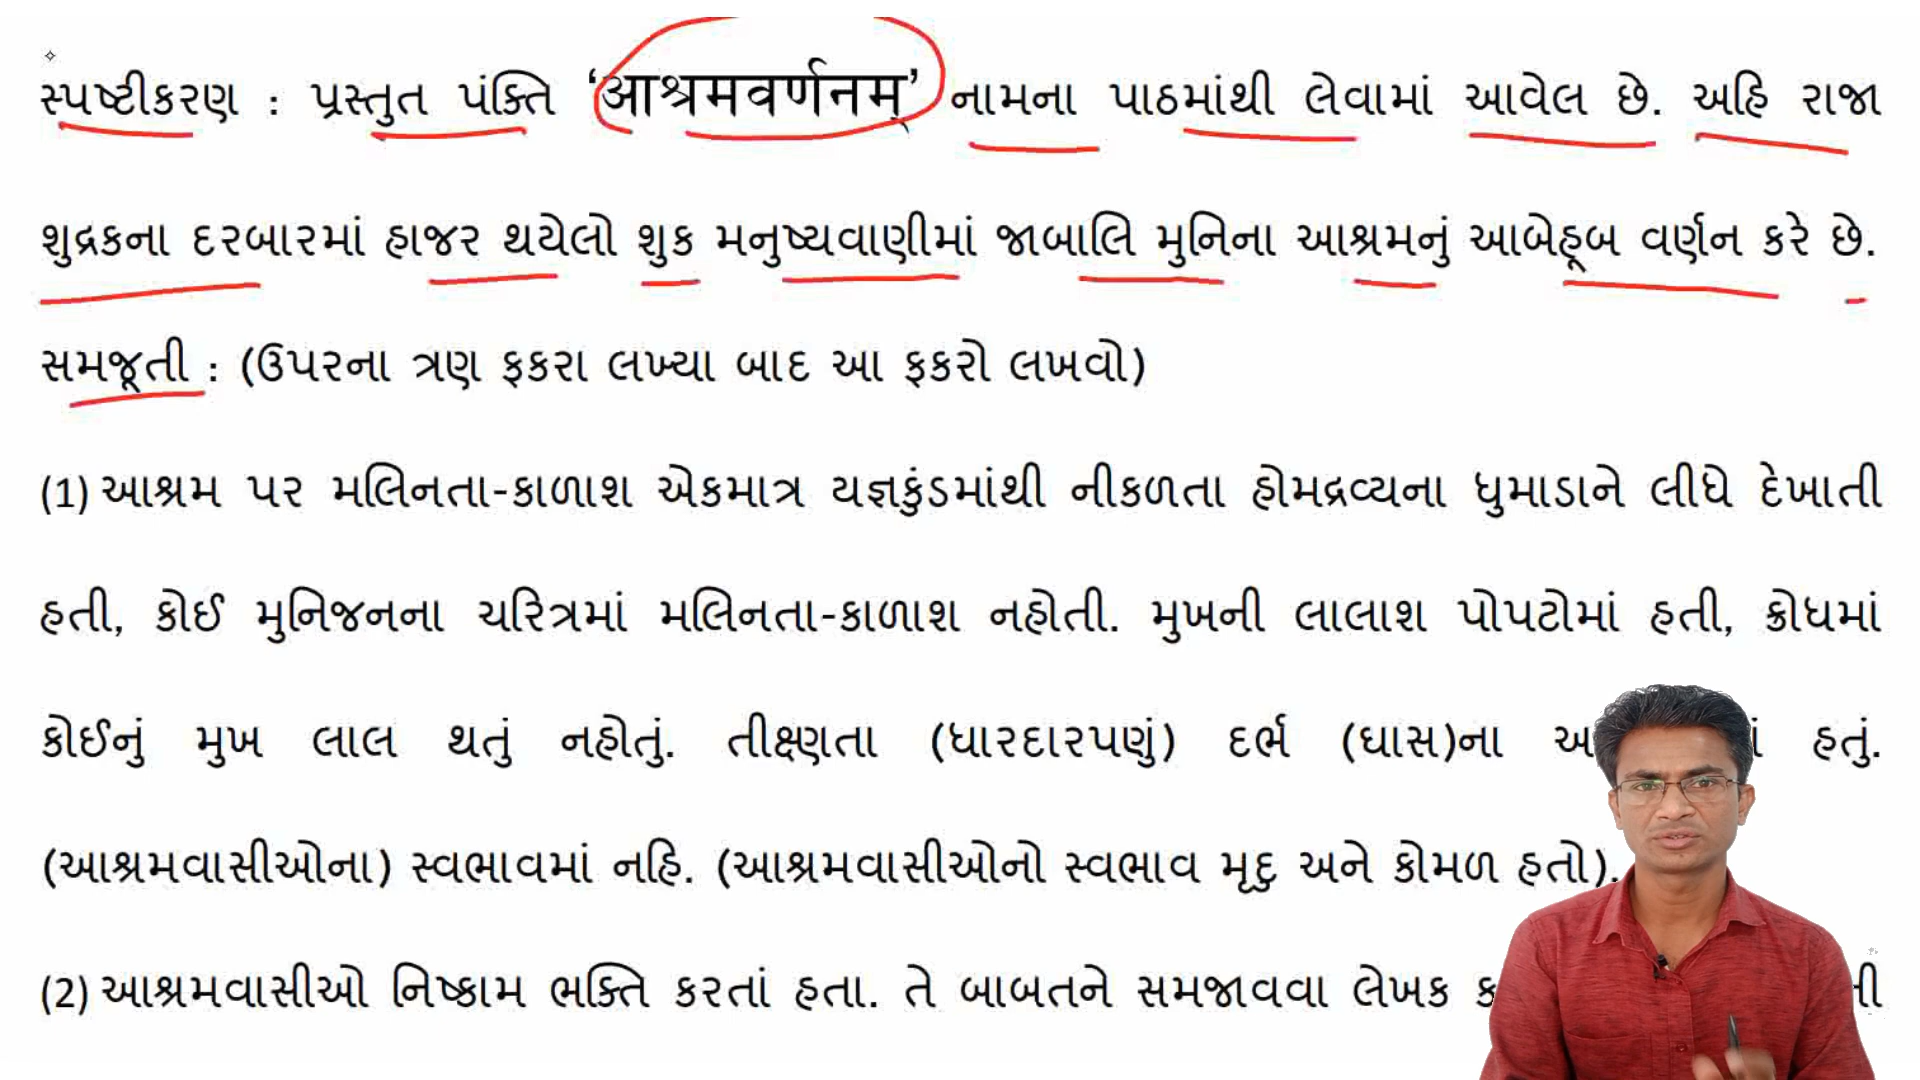 સ્પષ્ટીકરણ : પ્રસ્તુત પંક્તિ ‘आश्रमवर्णनम्’ નામના પાઠમાંથી લેવામાં આવેલ છે. અહિ રાજા
શુદ્રકના દરબારમાં હાજર થયેલો શુક મનુષ્યવાણીમાં જાબાલિ મુનિના આશ્રમનું આબેહૂબ વર્ણન કરે છે.
સમજૂતી : (ઉપરના ત્રણ ફકરા લખ્યા બાદ આ ફકરો લખવો)
(1) આશ્રમ પર મલિનતા-કાળાશ એકમાત્ર યજ્ઞકુંડમાંથી નીકળતા હોમદ્રવ્યના ધુમાડાને લીધે દેખાતી
હતી, કોઈ મુનિજનના ચરિત્રમાં મલિનતા-કાળાશ નહોતી. મુખની લાલાશ પોપટોમાં હતી, ક્રોધમાં
કોઈનું મુખ લાલ થતું નહોતું. તીક્ષ્ણતા (ધારદારપણું) દર્ભ (ઘાસ)ના હતું.
(આશ્રમવાસીઓના) સ્વભાવમાં નહિ. (આશ્રમવાસીઓનો સ્વભાવ મૃદુ અને કોમળ હતો).
(2) આશ્રમવાસીઓ નિષ્કામ ભક્તિ કરતાં હતા. તે બાબતને સમજાવવા લેખક